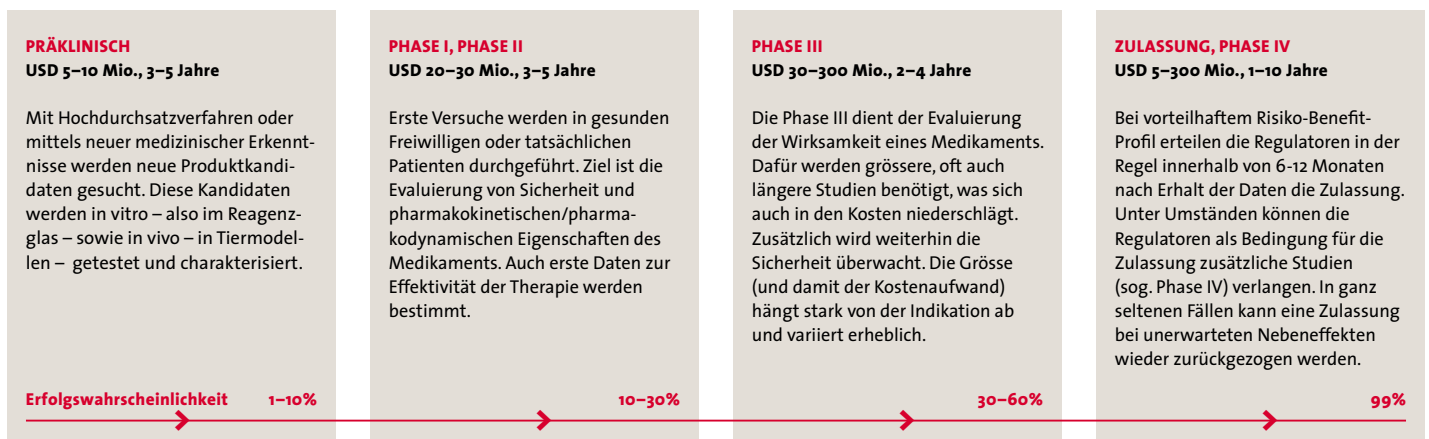 PRÄKLINISCH
USD 5–10 Mio., 3–5 Jahre
Mit Hochdurchsatzverfahren oder
mittels neuer medizinischer Erkennt-
nisse werden neue Produktkandi-
daten gesucht. Diese Kandidaten
werden in vitro – also im Reagenz-
glas – sowie in vivo – in Tiermodel-
len – getestet und charakterisiert.
Erfolgswahrscheinlichkeit 1–10%
PHASE I, PHASE II
USD 20–30 Mio., 3–5 Jahre
Erste Versuche werden in gesunden
Freiwilligen oder tatsächlichen
Patienten durchgeführt. Ziel ist die
Evaluierung von Sicherheit und
pharmakokinetischen/pharma-
kodynamischen Eigenschaften des
Medikaments. Auch erste Daten zur
Effektivität der Therapie werden
bestimmt.
10–30%
PHASE III
USD 30–300 Mio., 2–4 Jahre
Die Phase III dient der Evaluierung
der Wirksamkeit eines Medikaments.
Dafür werden grössere, oft auch
längere Studien benötigt, was sich
auch in den Kosten niederschlägt.
Zusätzlich wird weiterhin die
Sicherheit überwacht. Die Grösse
(und damit der Kostenaufwand)
hängt stark von der Indikation ab
und variiert erheblich.
30–60%
ZULASSUNG, PHASE IV
USD 5–300 Mio., 1–10 Jahre
Bei vorteilhaftem Risiko-Benefit-
Profil erteilen die Regulatoren in der
Regel innerhalb von 6-12 Monaten
nach Erhalt der Daten die Zulassung.
Unter Umständen können die
Regulatoren als Bedingung für die
Zulassung zusätzliche Studien
(sog. Phase IV) verlangen. In ganz
seltenen Fällen kann eine Zulassung
bei unerwarteten Nebeneffekten
wieder zurückgezogen werden.
99%